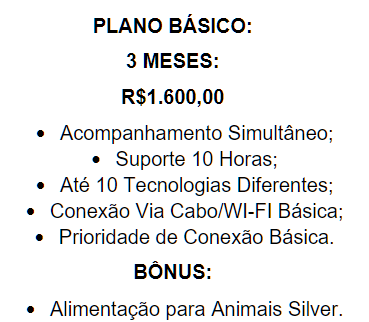 PLANO BÁSICO:
3 MESES:
R$1.600,00
• Acompanhamento Simultâneo;
• Suporte 10 Horas;
• Até 10 Tecnologias Diferentes;
• Conexão Via Cabo/WI-FI Básica;
• Prioridade de Conexão Básica.
BÔNUS:
• Alimentação para Animais Silver.